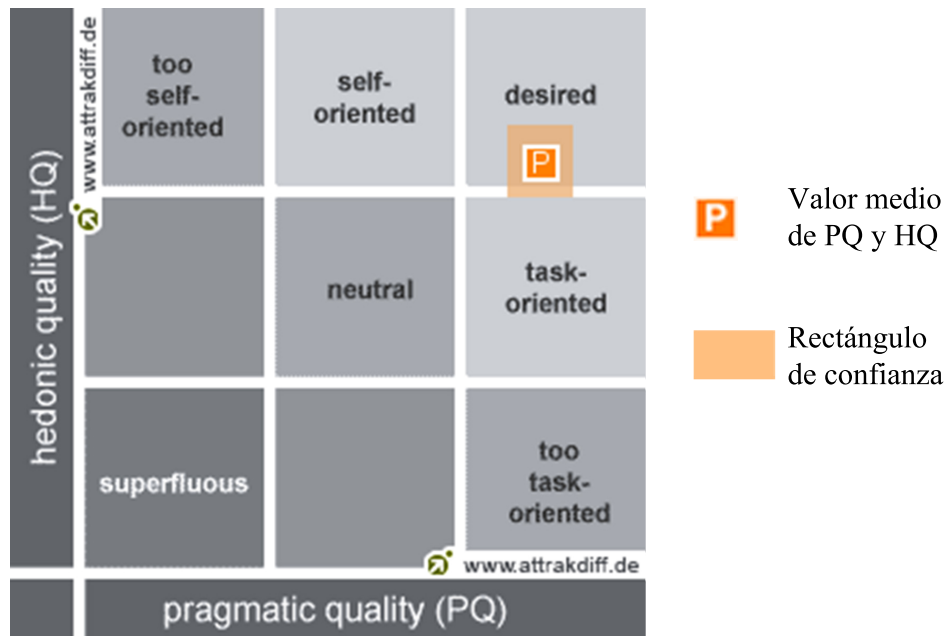 hedonic quality (HQ)
www.attrakdiff.de
too
self-
oriented
self-
oriented
desired
P
neutral
task-
oriented
superfluous
too
task-
oriented
www.attrakdiff.de
pragmatic quality (PQ)
P
Valor medio
de PQ y HQ
Rectángulo
de confianza